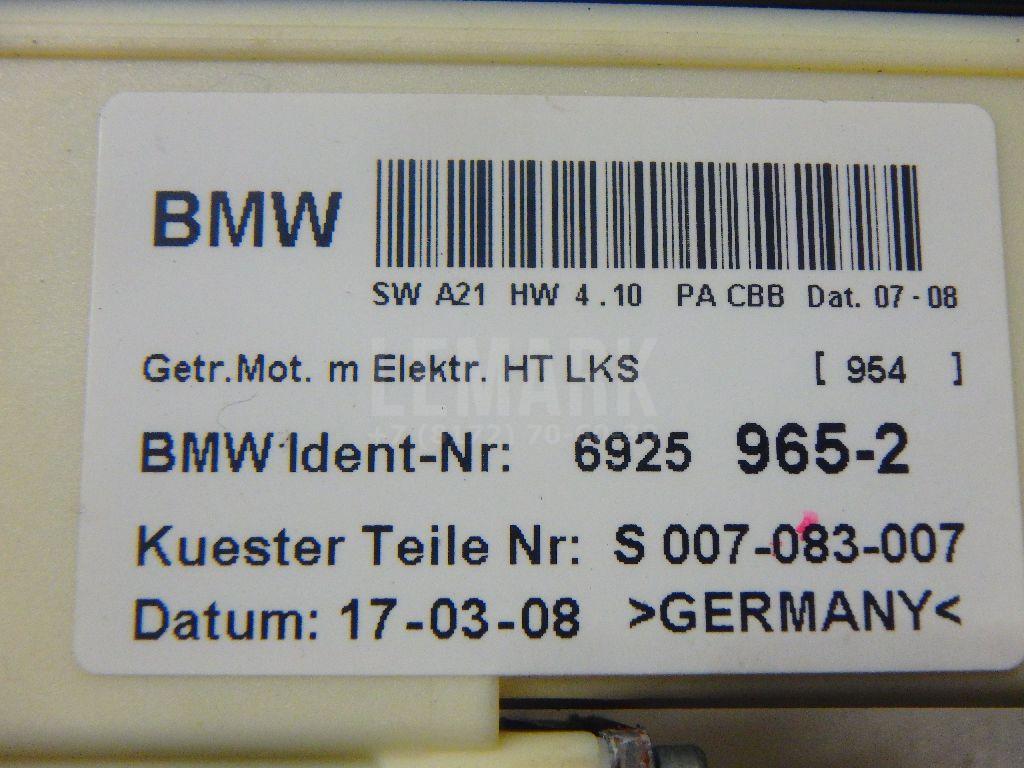 BMW
SW A21 HW 4.10 PA CBB Dat. 07-08
LEMARK
Getr.Mot. m Elektr. HT LKS [ 954 ]
BMW Ident-Nr: 6925 965-2
Kuester Teile Nr: S 007-083-007
Datum: 17-03-08 >GERMANY<